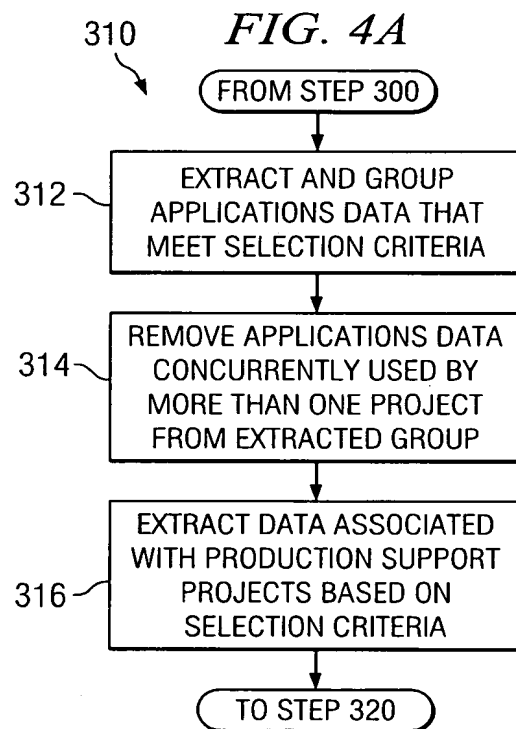 FIG. 4A
310
FROM STEP 300
312
EXTRACT AND GROUP
APPLICATIONS DATA THAT
MEET SELECTION CRITERIA
314
REMOVE APPLICATIONS DATA
CONCURRENTLY USED BY
MORE THAN ONE PROJECT
FROM EXTRACTED GROUP
316
EXTRACT DATA ASSOCIATED
WITH PRODUCTION SUPPORT
PROJECTS BASED ON
SELECTION CRITERIA
TO STEP 320